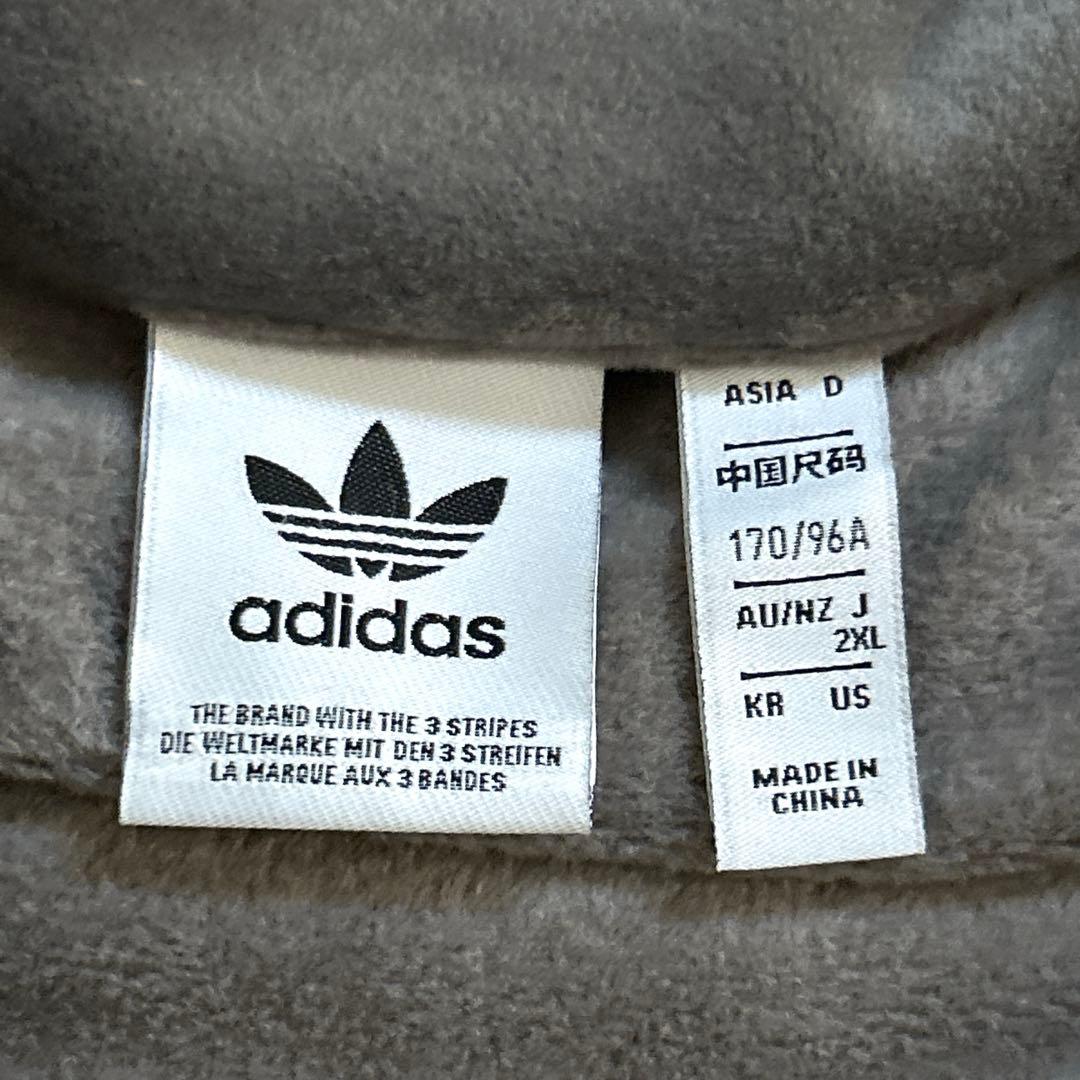 adidas
THE BRAND WITH THE 3 STRIPES
DIE WELTMARKE MIT DEN 3 STREIFEN
LA MARQUE AUX 3 BANDES
ASIA D
中国尺码
170/96A
AU/NZ J
2XL
KR US
MADE IN
CHINA